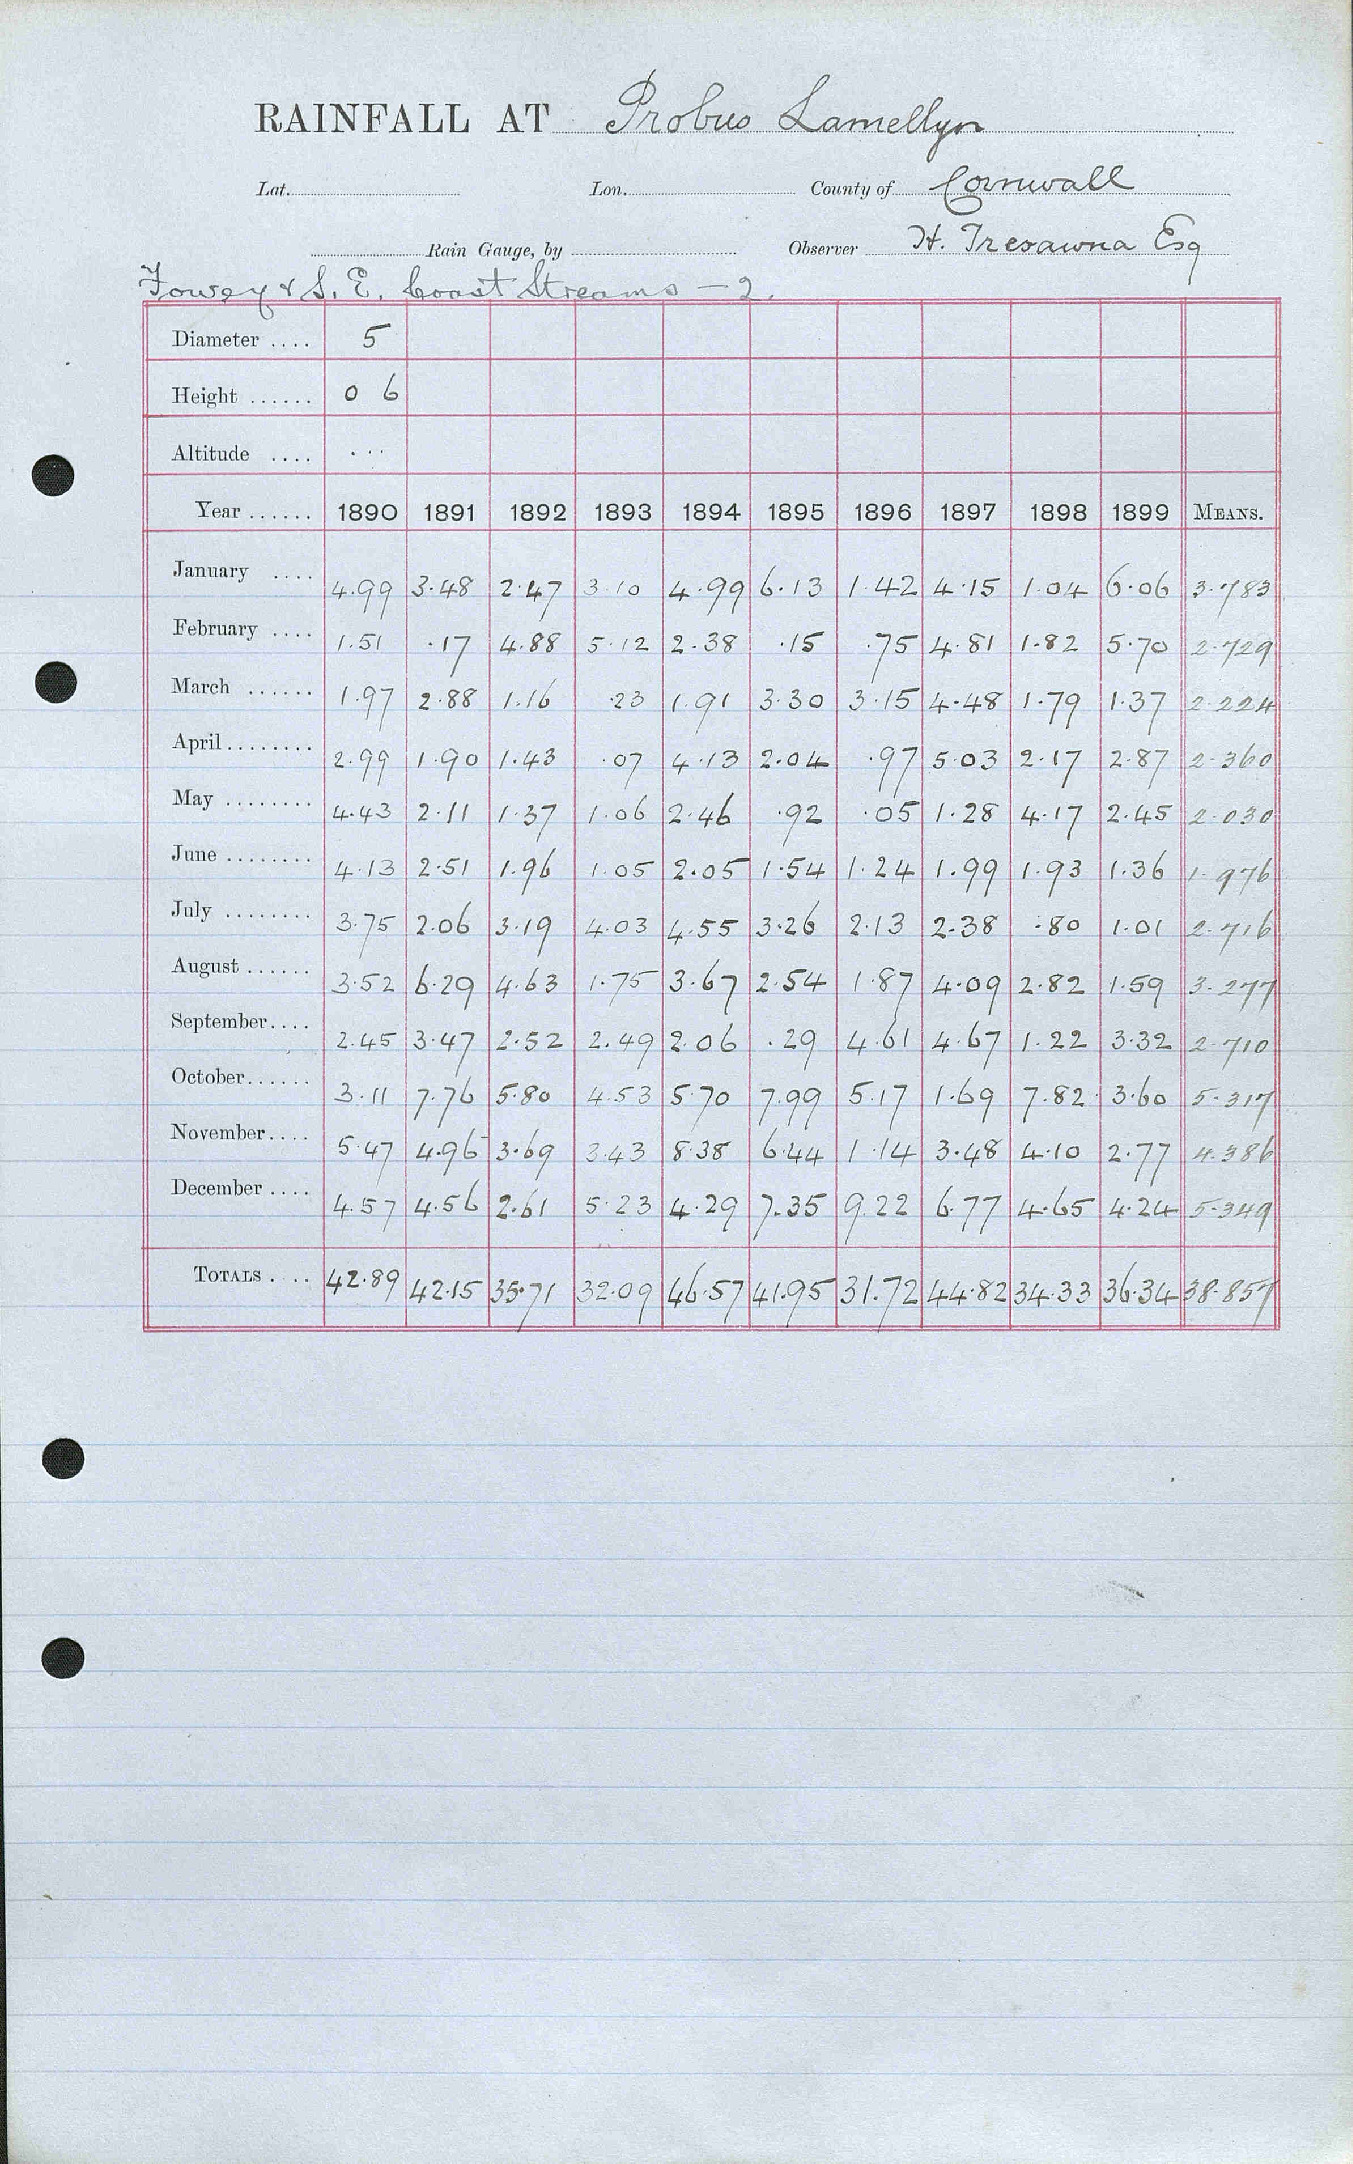 RAINFALL AT Probus Lamellyn
Lat. Lon. County of Cornwall
Rain Gauge, by Observer H. Tresawna Esq
Fowey & S. E. Coast Streams — 2.
Diameter .... 5
Height ...... 0 6
Altitude .... ...
Year ...... 1890 1891 1892 1893 1894 1895 1896 1897 1898 1899 MEANS.
January .... 4.99 3.48 2.47 3.10 4.99 6.13 1.42 4.15 1.04 6.06 3.783
February .... 1.51 .17 4.88 5.12 2.38 .15 .75 4.81 1.82 5.70 2.729
March ...... 1.97 2.88 1.16 .23 1.91 3.30 3.15 4.48 1.79 1.37 2.224
April ........ 2.99 1.90 1.43 .07 4.13 2.04 .97 5.03 2.17 2.87 2.360
May ........ 4.43 2.11 1.37 1.06 2.46 .92 .05 1.28 4.17 2.45 2.030
June ........ 4.13 2.51 1.96 1.05 2.05 1.54 1.24 1.99 1.93 1.36 1.976
July ........ 3.75 2.06 3.19 4.03 4.55 3.26 2.13 2.38 .80 1.01 2.716
August ...... 3.52 6.29 4.63 1.75 3.67 2.54 1.87 4.09 2.82 1.59 3.277
September .... 2.45 3.47 2.52 2.49 2.06 .29 4.61 4.67 1.22 3.32 2.710
October ...... 3.11 7.76 5.80 4.53 5.70 7.99 5.17 1.69 7.82 3.60 5.317
November .... 5.47 4.96 3.69 3.43 8.38 6.44 1.14 3.48 4.10 2.77 4.386
December .... 4.57 4.56 2.61 5.23 4.29 7.35 9.22 6.77 4.65 4.24 5.349
TOTALS .... 42.89 42.15 35.71 32.09 46.57 41.95 31.72 44.82 34.33 36.34 38.857